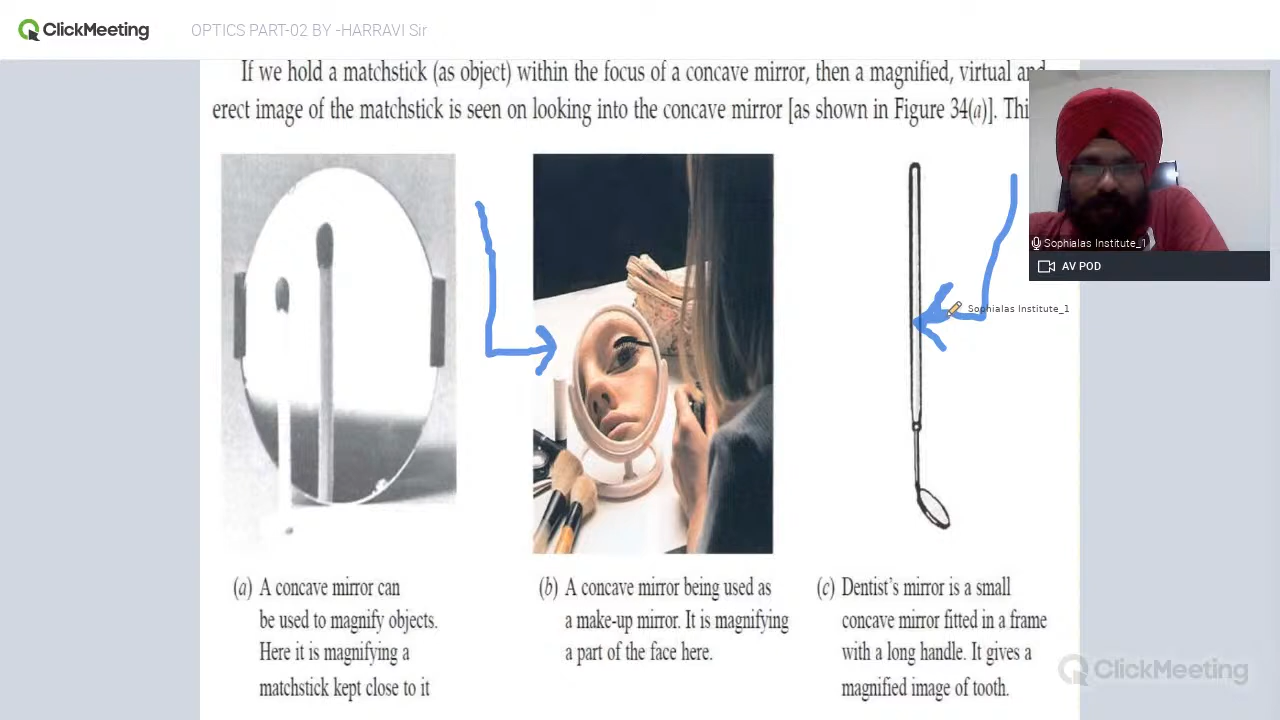 ClickMeeting
OPTICS PART-02 BY -HARRAVI Sir
If we hold a matchstick (as object) within the focus of a concave mirror, then a magnified, virtual and
erect image of the matchstick is seen on looking into the concave mirror [as shown in Figure 34(a)].
Sophialas Institute_1
AV POD
Sophialas Institute_1
(a) A concave mirror can
be used to magnify objects.
Here it is magnifying a
matchstick kept close to it
(b) A concave mirror being used as
a make-up mirror. It is magnifying
a part of the face here.
(c) Dentist's mirror is a small
concave mirror fitted in a frame
with a long handle. It gives a
magnified image of tooth.
ClickMeeting